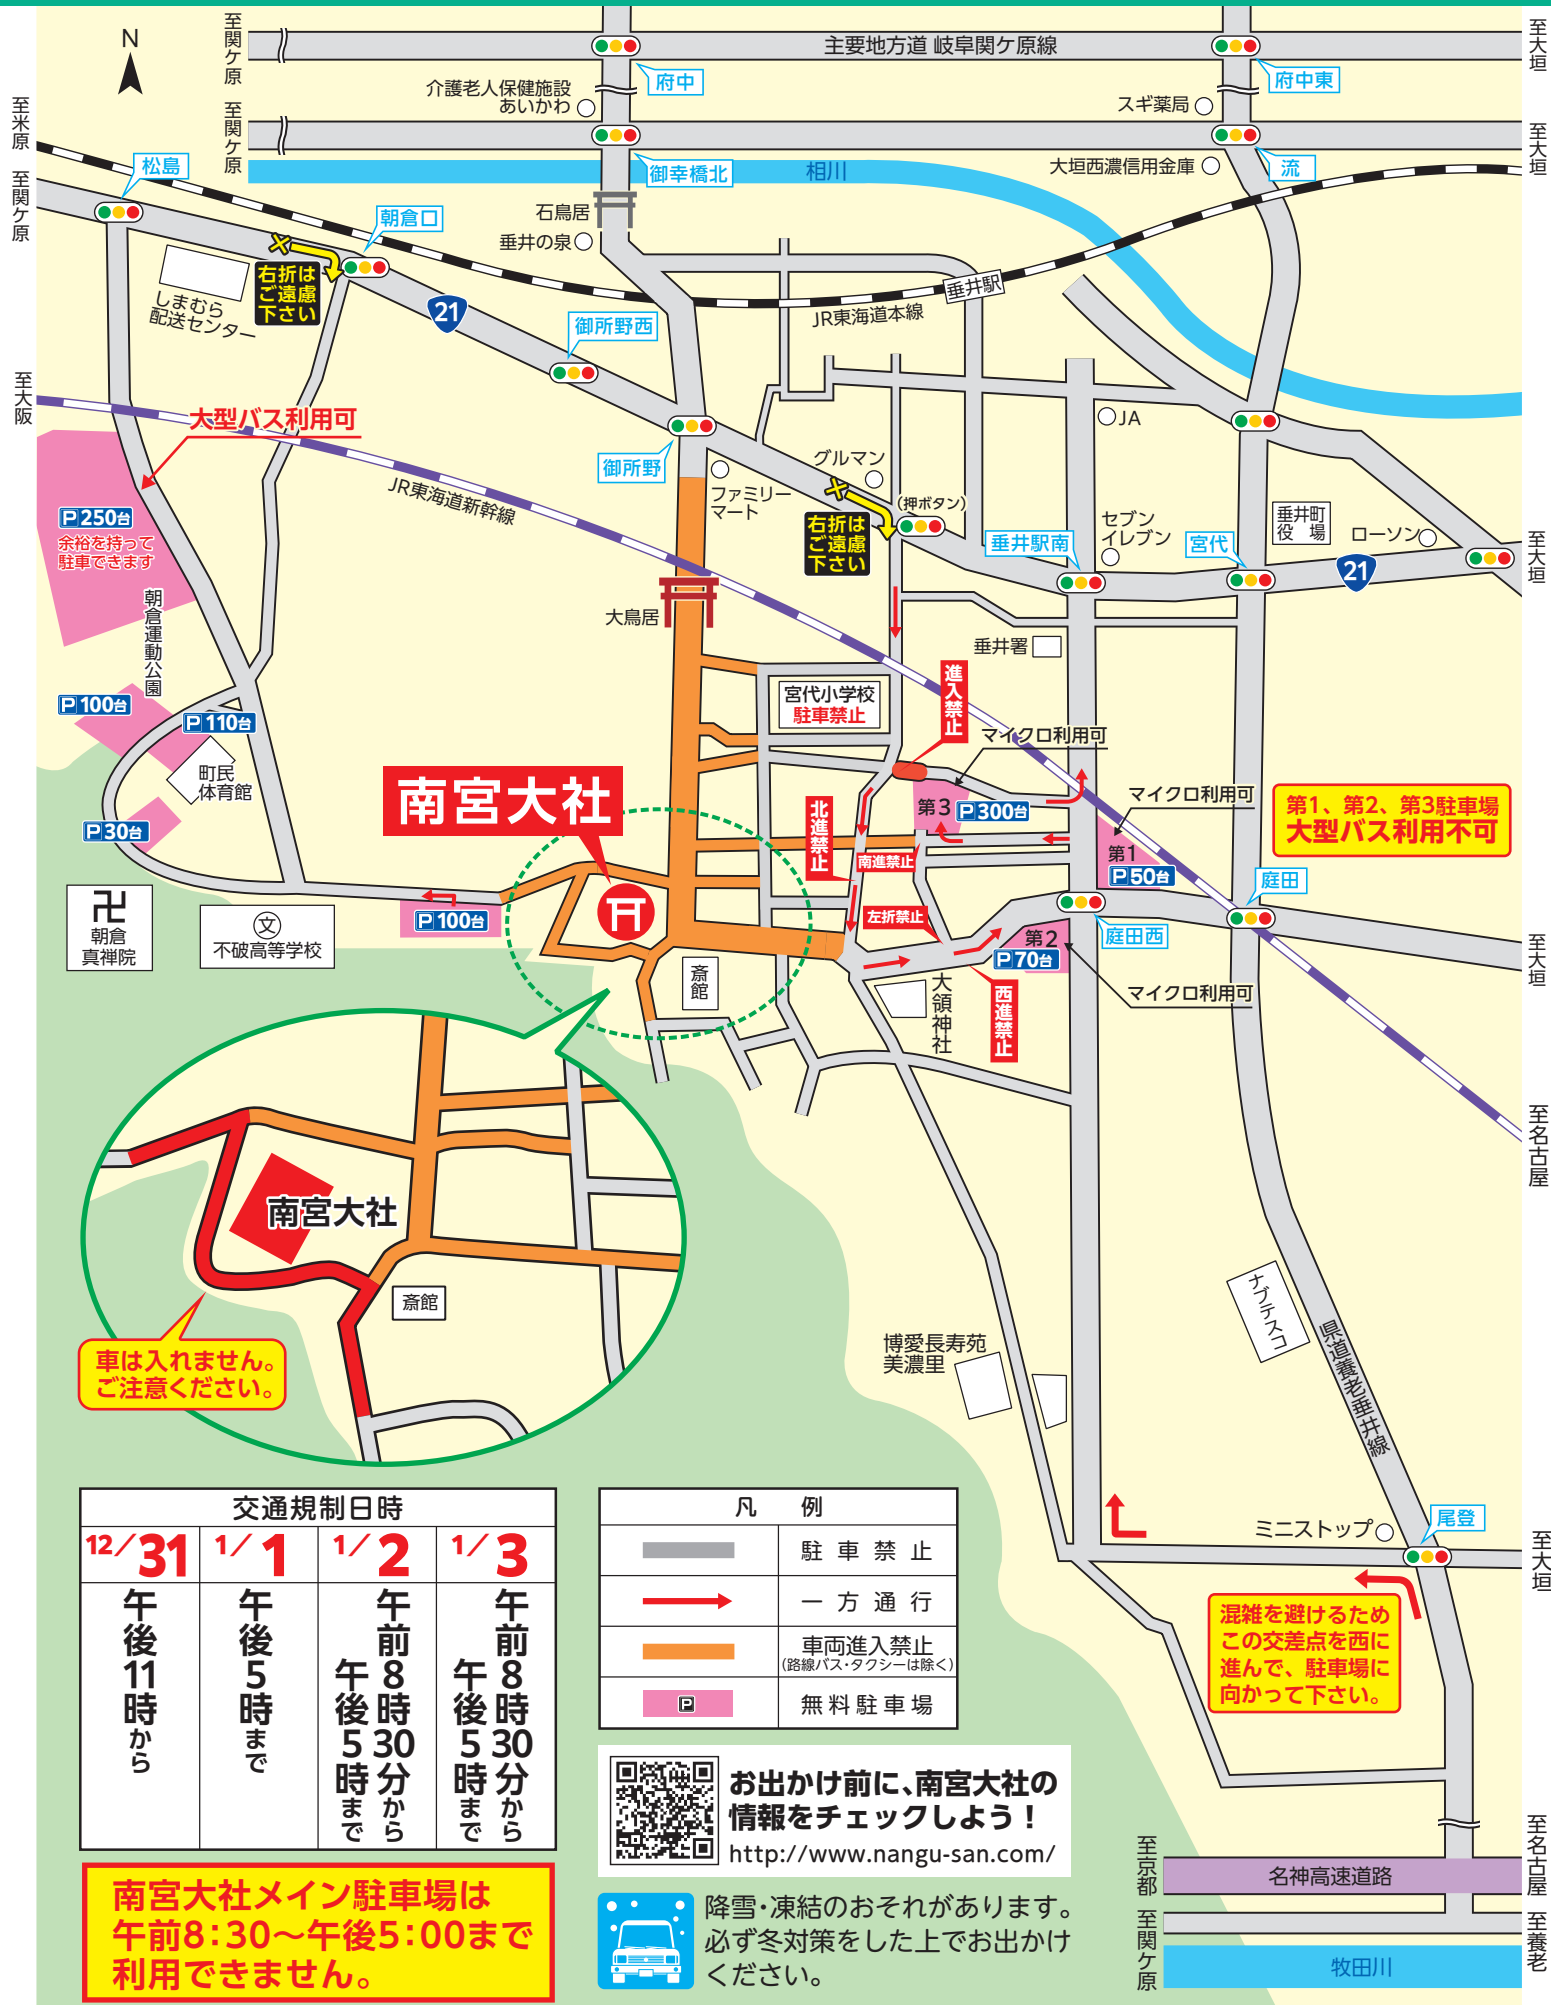 至関ケ原
主要地方道 岐阜関ケ原線
至大垣
N
府中
府中東
介護老人保健施設
あいかわ
スギ薬局
至米原
至関ケ原
至大垣
松島
御幸橋北
相川
大垣西濃信用金庫
流
至関ケ原
朝倉口
石鳥居
垂井の泉
右折は
ご遠慮
下さい
しまむら
配送センター
21
垂井駅
JR東海道本線
御所野西
至大阪
大型バス利用可
JA
御所野
グルマン
JR東海道新幹線
ファミリー
マート
(押ボタン)
右折は
ご遠慮
下さい
P250台
余裕を持って
駐車できます
垂井駅南
セブン
イレブン
宮代
垂井町
役場
ローソン
21
至大垣
朝倉運動公園
大鳥居
垂井署
宮代小学校
駐車禁止
進入禁止
P100台
P110台
マイクロ利用可
町民
体育館
南宮大社
北進禁止
第3
P300台
マイクロ利用可
第1、第2、第3駐車場
大型バス利用不可
P30台
南進禁止
第1
P50台
庭田
卍
朝倉
真禅院
文
不破高等学校
P100台
左折禁止
第2
P70台
庭田西
至大垣
斎館
大領神社
西進禁止
マイクロ利用可
至名古屋
南宮大社
斎館
車は入れません。
ご注意ください。
ナブテスコ
県道養老垂井線
博愛長寿苑
美濃里
交通規制日時
12/31
1/1
1/2
1/3
午後11時から
午後5時まで
午前8時30分から
午後5時まで
午前8時30分から
午後5時まで
凡例
駐車禁止
一方通行
車両進入禁止
(路線バス・タクシーは除く)
P
無料駐車場
ミニストップ
尾登
至大垣
混雑を避けるため
この交差点を西に
進んで、駐車場に
向かって下さい。
お出かけ前に、南宮大社の
情報をチェックしよう!
http://www.nangu-san.com/
南宮大社メイン駐車場は
午前8:30〜午後5:00まで
利用できません。
降雪・凍結のおそれがあります。
必ず冬対策をした上でお出かけ
ください。
至京都
名神高速道路
至名古屋
至関ケ原
至養老
牧田川